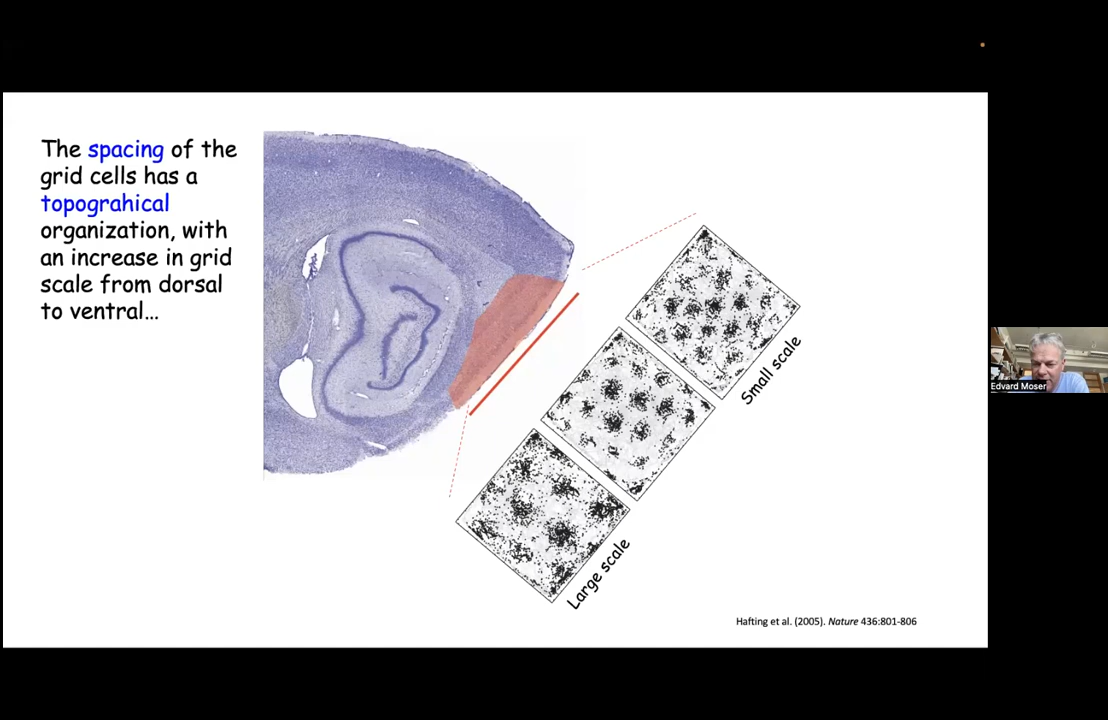 The spacing of the
grid cells has a
topograhical
organization, with
an increase in grid
scale from dorsal
to ventral...
Small scale
Large scale
Edvard Moser
Hafting et al. (2005). Nature 436:801-806